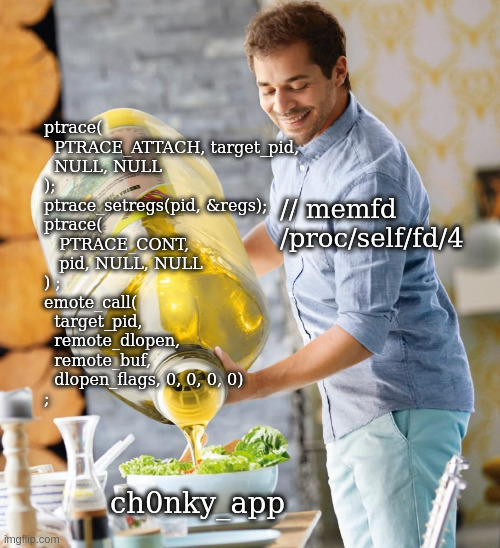 ptrace(
PTRACE_ATTACH, target_pid,
NULL, NULL
);
ptrace_setregs(pid, &regs);
ptrace(
PTRACE_CONT,
pid, NULL, NULL
) ;
emote_call(
target_pid,
remote_dlopen,
remote_buf,
dlopen_flags, 0, 0, 0, 0)
;
// memfd
/proc/self/fd/4
ch0nky_app
imgflip.com